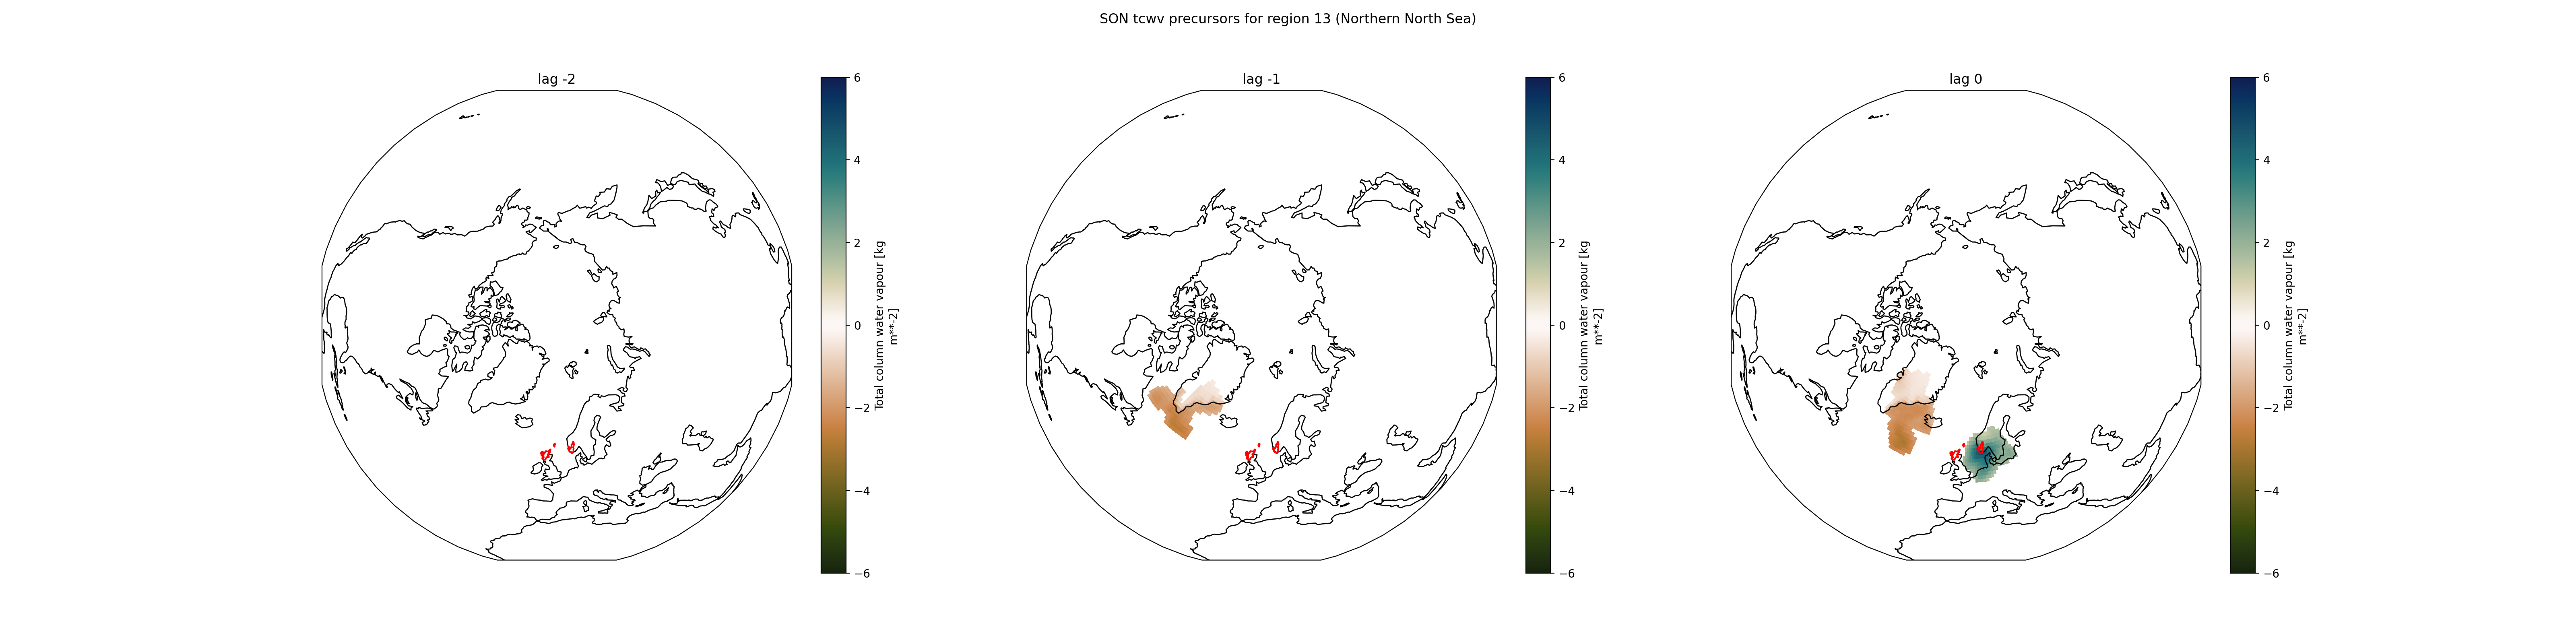 SON tcwv precursors for region 13 (Northern North Sea)
lag -2
6
4
2
0
−2
−4
−6
Total column water vapour [kg
m**-2]
lag -1
6
4
2
0
−2
−4
−6
Total column water vapour [kg
m**-2]
lag 0
6
4
2
0
−2
−4
−6
Total column water vapour [kg
m**-2]